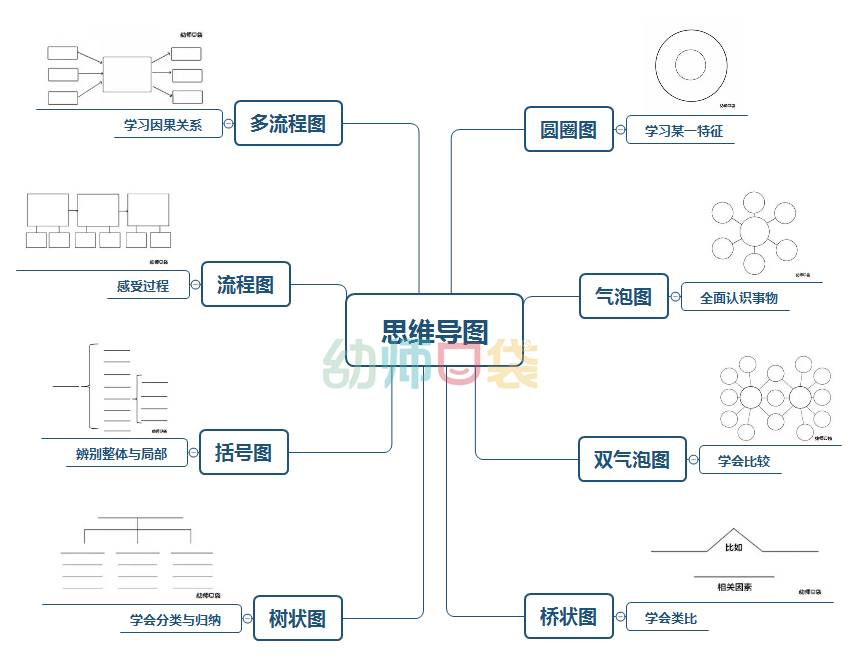 思维导图
幼师口袋
幼师口袋
多流程图
学习因果关系
幼师口袋
流程图
感受过程
幼师口袋
括号图
辨别整体与局部
幼师口袋
树状图
学会分类与归纳
幼师口袋
圆圈图
学习某一特征
幼师口袋
气泡图
全面认识事物
幼师口袋
双气泡图
学会比较
比如
相关因素
幼师口袋
桥状图
学会类比
幼师口袋